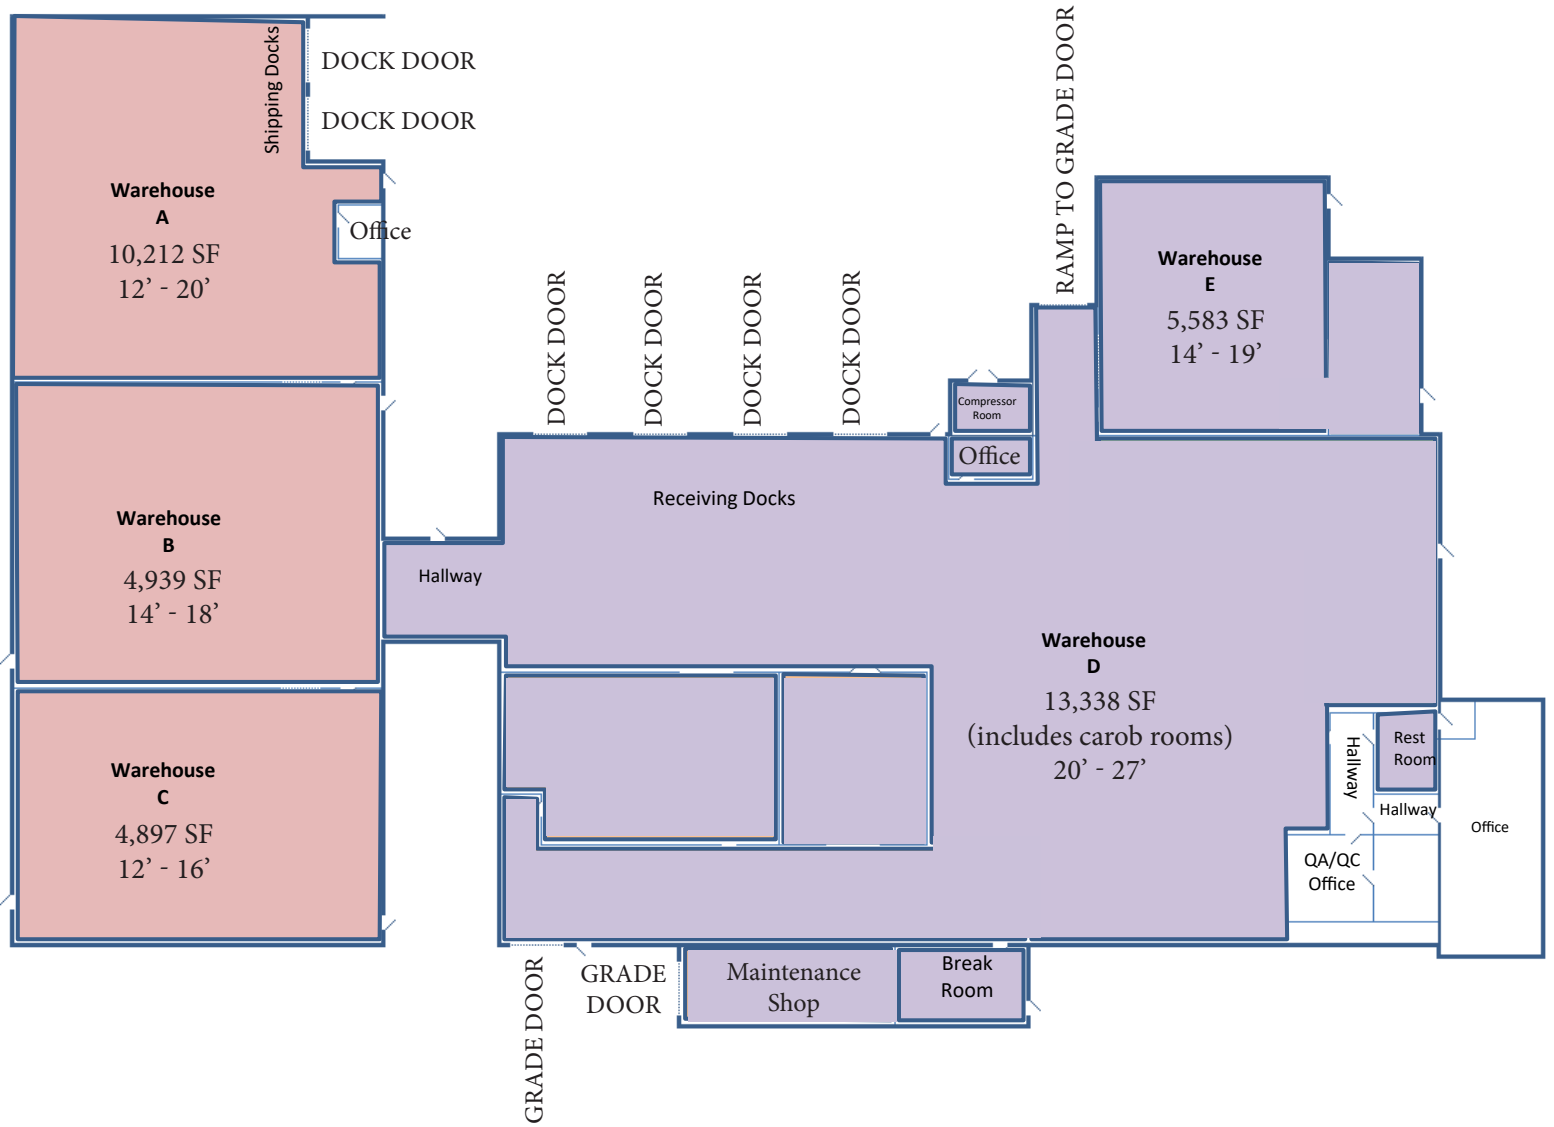 Shipping Docks
DOCK DOOR
DOCK DOOR
Warehouse
A
10,212 SF
12’ - 20’
Office
Warehouse
B
4,939 SF
14’ - 18’
Warehouse
C
4,897 SF
12’ - 16’
Hallway
DOCK DOOR
DOCK DOOR
DOCK DOOR
DOCK DOOR
Receiving Docks
RAMP TO GRADE DOOR
Compressor
Room
Office
Warehouse
E
5,583 SF
14’ - 19’
Warehouse
D
13,338 SF
(includes carob rooms)
20’ - 27’
Hallway
Rest
Room
Hallway
QA/QC
Office
Office
GRADE DOOR
GRADE
DOOR
Maintenance
Shop
Break
Room